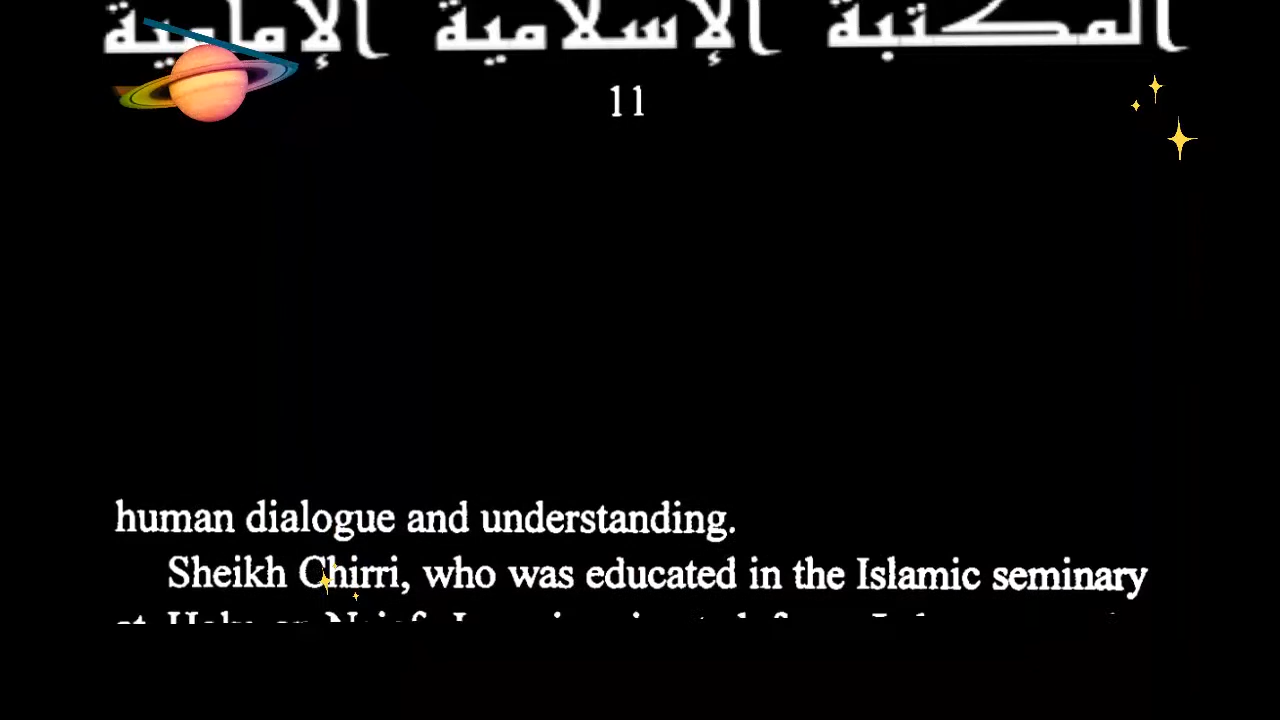 المكتبة الإسلامية الإمامية
11
human dialogue and understanding.
Sheikh Chirri, who was educated in the Islamic seminary